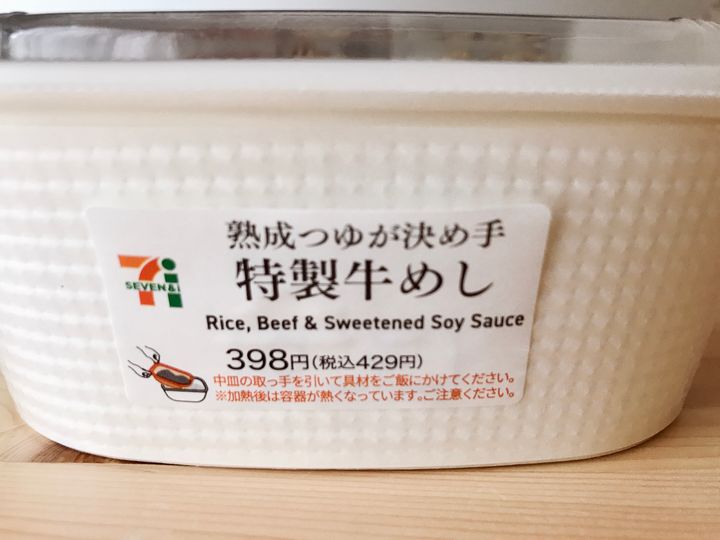 熟成つゆが決め手
SEVEN&i
特製牛めし
Rice, Beef & Sweetened Soy Sauce
398円(税込429円)
中皿の取っ手を引いて具材をご飯にかけてください。
※加熱後は容器が熱くなっています。ご注意ください。